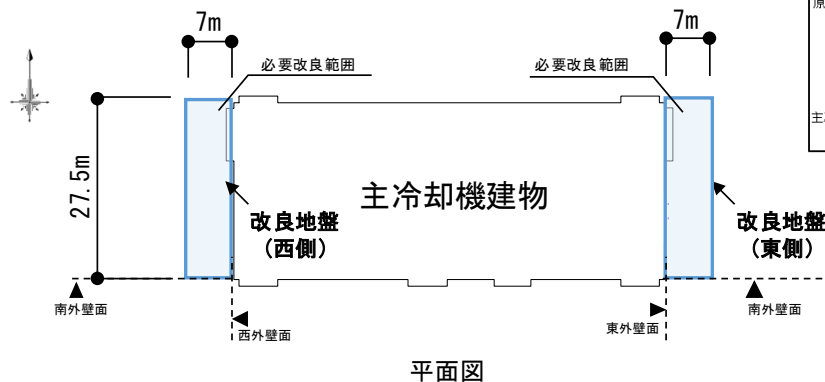 7m
7m
原
必要改良範囲
必要改良範囲
主
27.5m
主冷却機建物
改良地盤
（西側）
改良地盤
（東側）
南外壁面
西外壁面
東外壁面
南外壁面
平面図